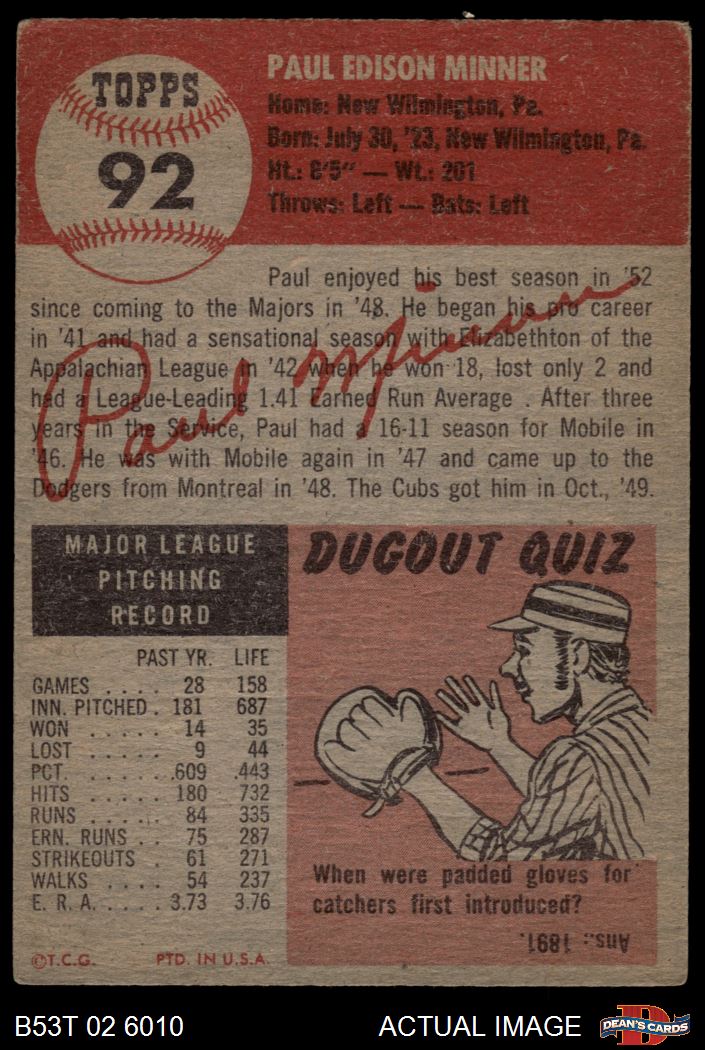 TOPPS
92
PAUL EDISON MINNER
Home: New Wilmington, Pa.
Born: July 30, '23, New Wilmington, Pa.
Ht.: 6'5" — Wt.: 201
Throws: Left — Bats: Left
Paul enjoyed his best season in '52
since coming to the Majors in '48. He began his pro career
in '41 and had a sensational season with Elizabethton of the
Appalachian League in '42 when he won 18, lost only 2 and
had a League-Leading 1.41 Earned Run Average . After three
years in the Service, Paul had a 16-11 season for Mobile in
'46. He was with Mobile again in '47 and came up to the
Dodgers from Montreal in '48. The Cubs got him in Oct., '49.
Paul Minner
MAJOR LEAGUE
PITCHING
RECORD
PAST YR. LIFE
GAMES . . . . 28 158
INN. PITCHED . 181 687
WON . . . . . 14 35
LOST . . . . . 9 44
PCT. . . . . . .609 .443
HITS . . . . . 180 732
RUNS . . . . . 84 335
ERN. RUNS . . 75 287
STRIKEOUTS . 61 271
WALKS . . . . 54 237
E. R. A. . . . . 3.73 3.76
©T.C.G. PTD. IN U.S.A.
DUGOUT QUIZ
When were padded gloves for
catchers first introduced?
Ans.: 1891.
B53T 02 6010
ACTUAL IMAGE
D
DEAN'S CARDS